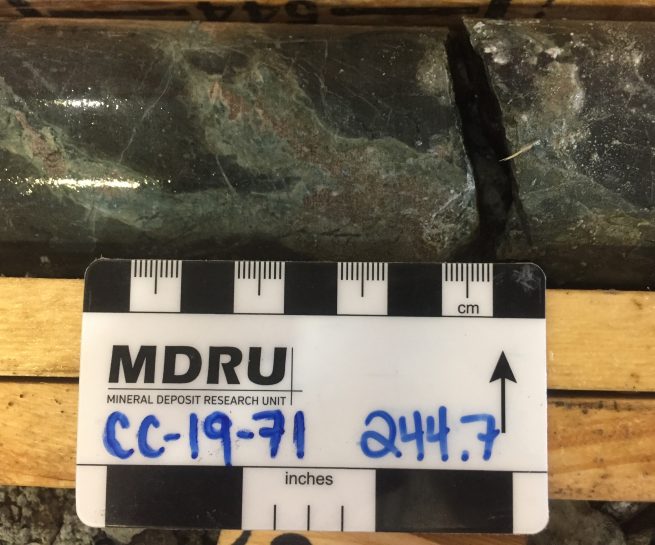 cm
MDRU
MINERAL DEPOSIT RESEARCH UNIT
CC-19-71 244.7
inches